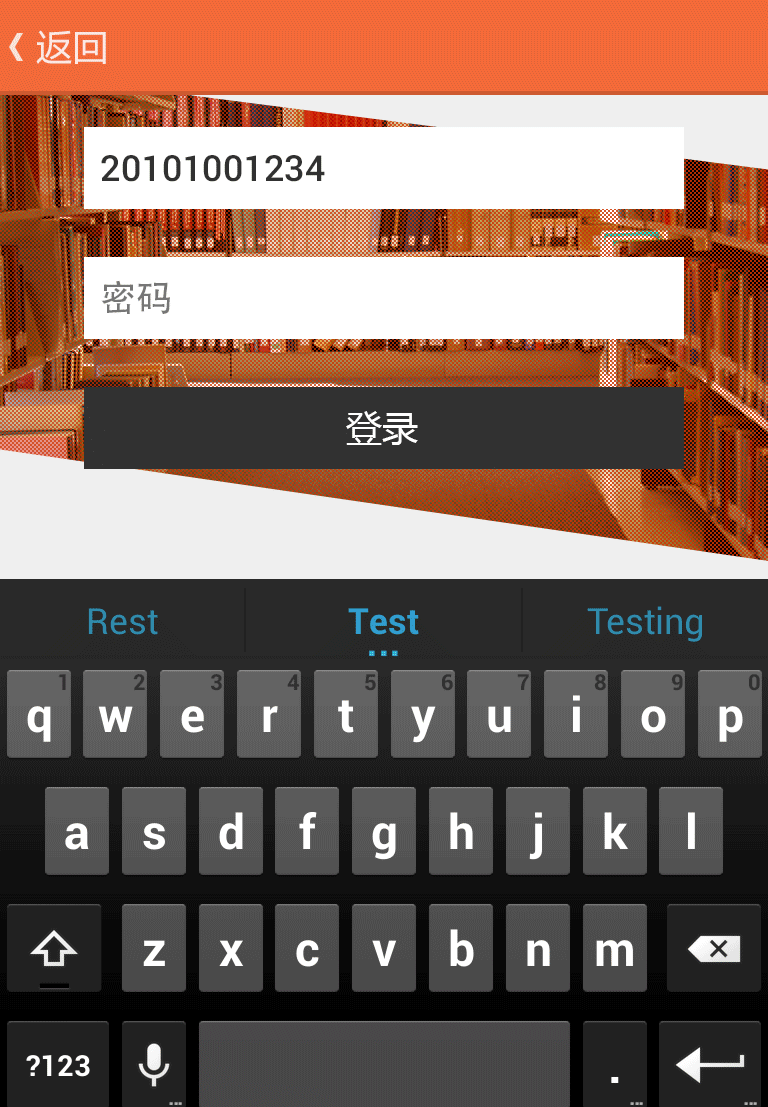 返回
20101001234
密码
登录
Rest Test Testing
1 2 3 4 5 6 7 8 9 0
q w e r t y u i o p
a s d f g h j k l
z x c v b n m
?123 .